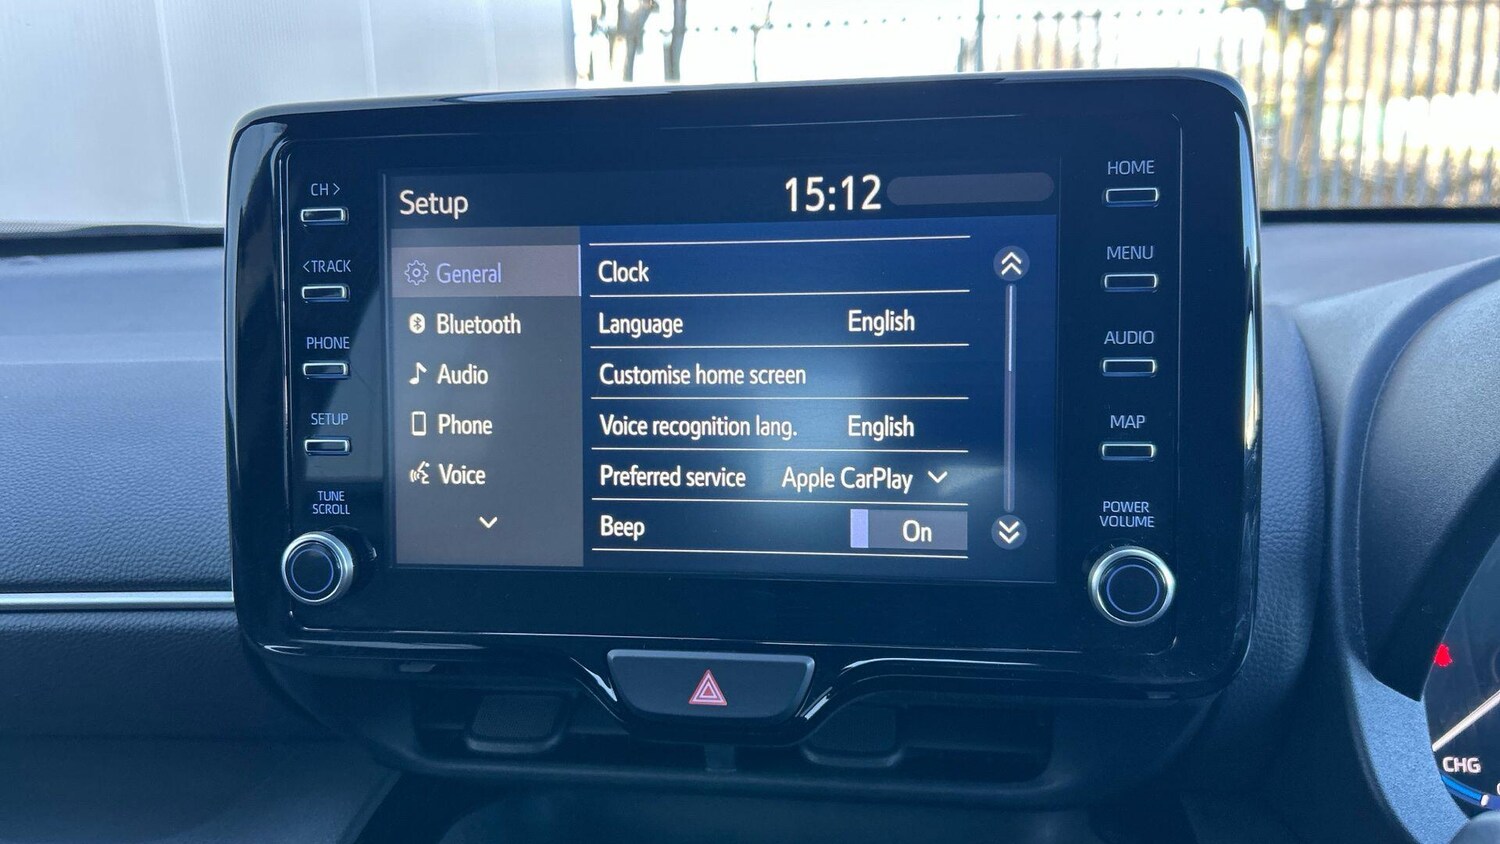 CH >
< TRACK
PHONE
SETUP
TUNE
SCROLL
Setup
15:12
General
Bluetooth
Audio
Phone
Voice
Clock
Language English
Customise home screen
Voice recognition lang. English
Preferred service Apple CarPlay
Beep On
HOME
MENU
AUDIO
MAP
POWER
VOLUME
CHG